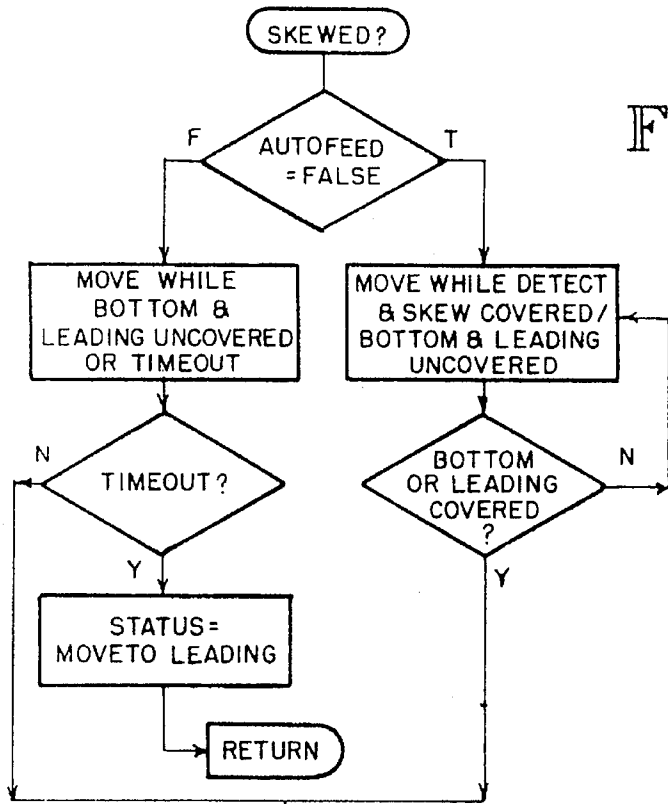 SKEWED?
F
AUTOFEED
=FALSE
T
F
MOVE WHILE
BOTTOM &
LEADING UNCOVERED
OR TIMEOUT
MOVE WHILE DETECT
& SKEW COVERED/
BOTTOM & LEADING
UNCOVERED
N
TIMEOUT?
BOTTOM
OR LEADING
COVERED
?
N
Y
Y
STATUS=
MOVETO LEADING
RETURN